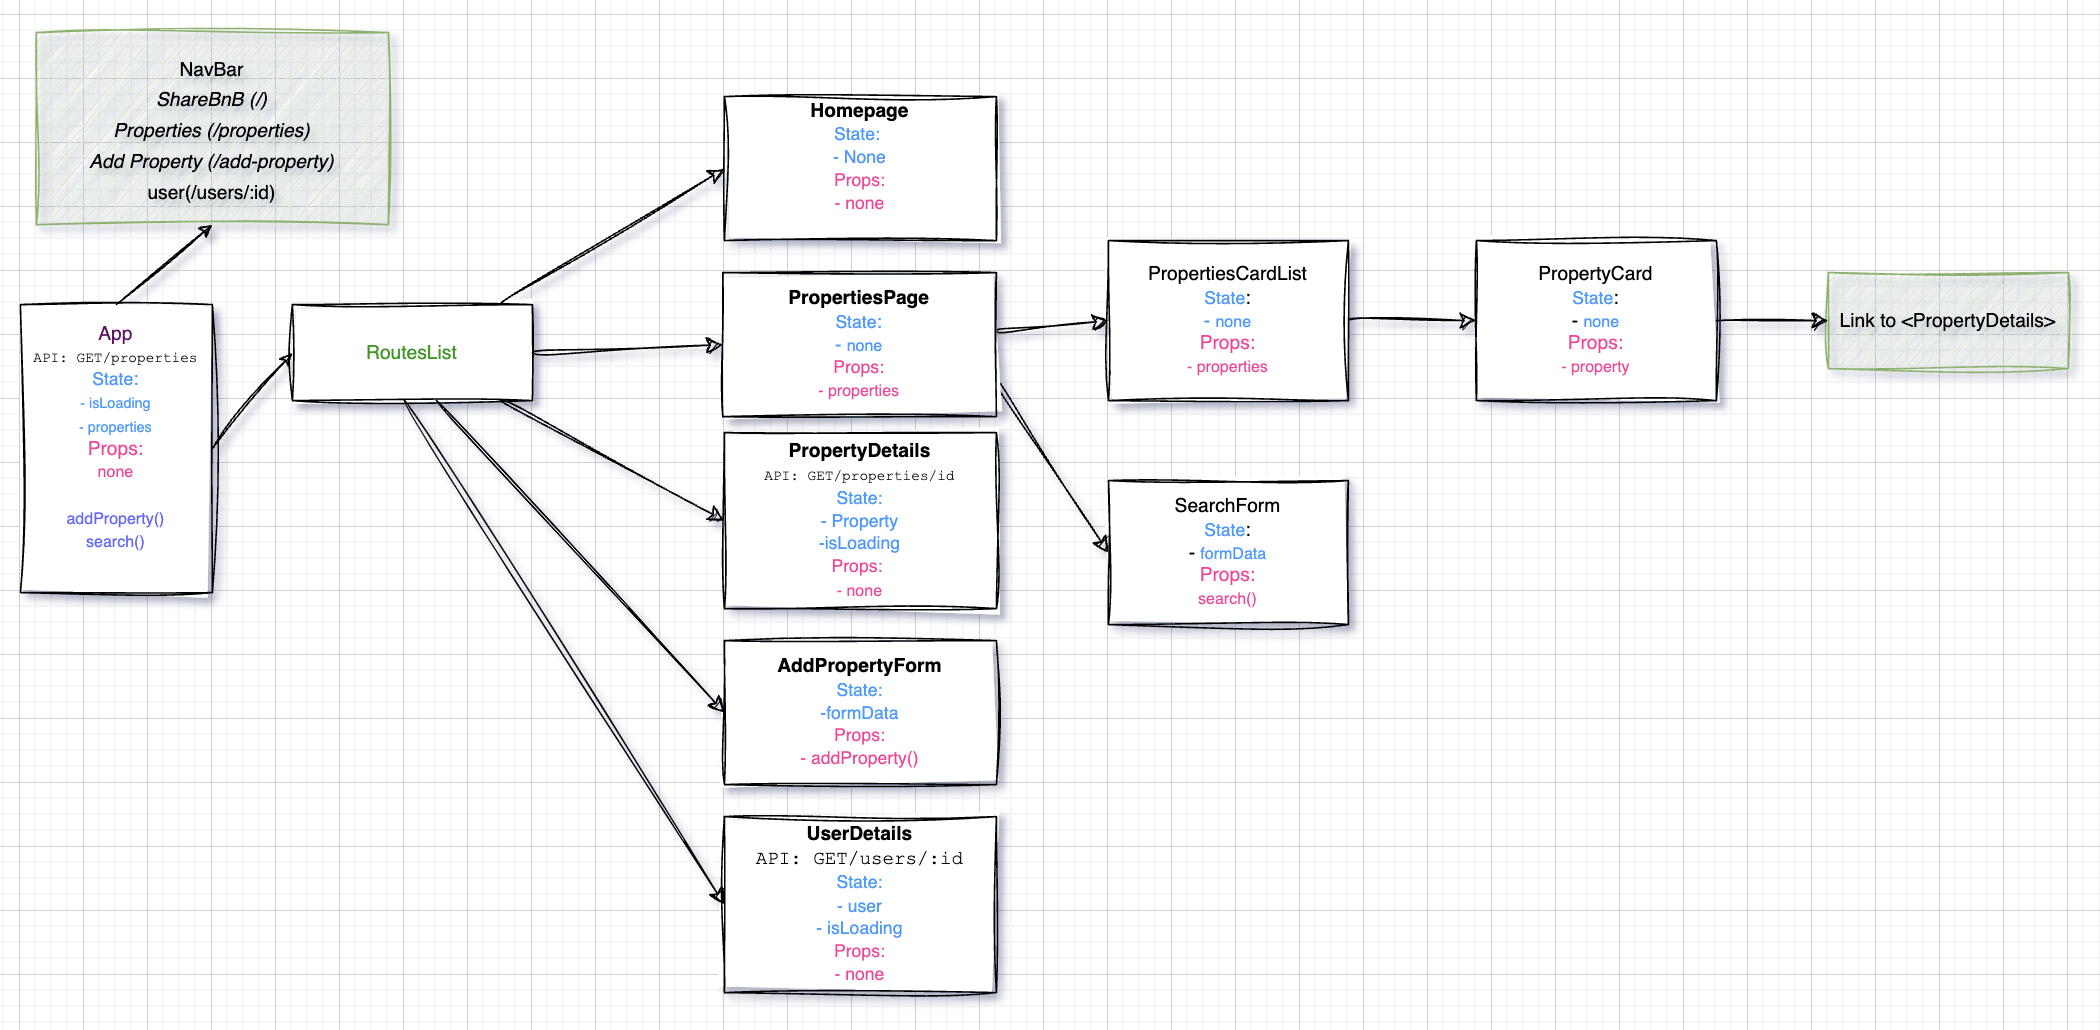 NavBar
ShareBnB (/)
Properties (/properties)
Add Property (/add-property)
user(/users/:id)
App
API: GET/properties
State:
- isLoading
- properties
Props:
none
addProperty()
search()
RoutesList
Homepage
State:
- None
Props:
- none
PropertiesPage
State:
- none
Props:
- properties
PropertyDetails
API: GET/properties/id
State:
- Property
-isLoading
Props:
- none
AddPropertyForm
State:
-formData
Props:
- addProperty()
UserDetails
API: GET/users/:id
State:
- user
- isLoading
Props:
- none
PropertiesCardList
State:
- none
Props:
- properties
SearchForm
State:
- formData
Props:
search()
PropertyCard
State:
- none
Props:
- property
Link to <PropertyDetails>